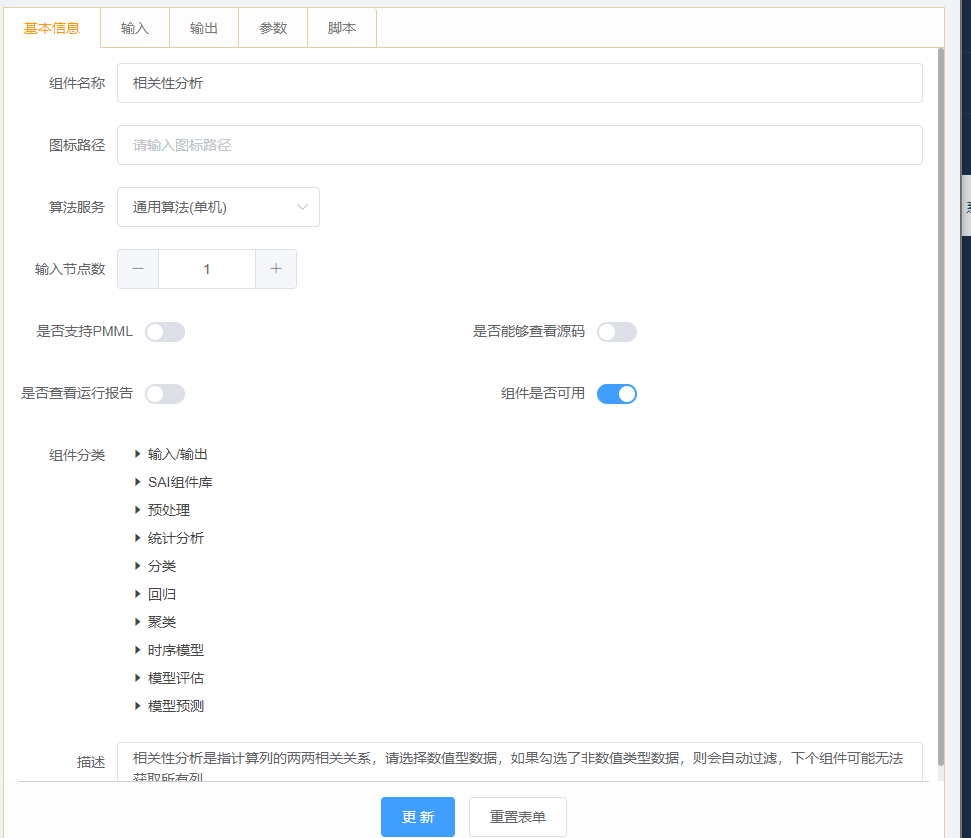 基本信息 输入 输出 参数 脚本
组件名称 相关性分析
图标路径 请输入图标路径
算法服务 通用算法(单机)
输入节点数 1
是否支持PMML 是否能够查看源码
是否查看运行报告 组件是否可用
组件分类 输入/输出
SAI组件库
预处理
统计分析
分类
回归
聚类
时序模型
模型评估
模型预测
描述 相关性分析是指计算列的两两相关关系，请选择数值型数据，如果勾选了非数值类型数据，则会自动过滤，下个组件可能无法
获取所有列
更新 重置表单